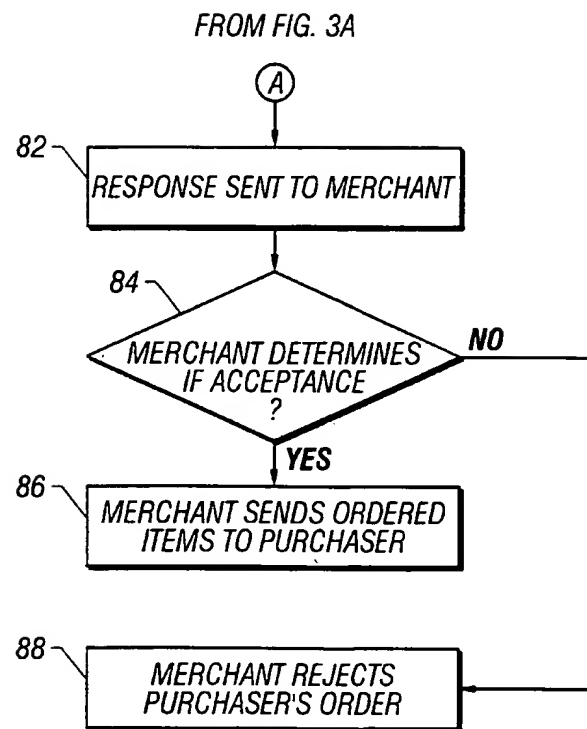 FROM FIG. 3A
A
82
RESPONSE SENT TO MERCHANT
84
MERCHANT DETERMINES
IF ACCEPTANCE
?
NO
YES
86
MERCHANT SENDS ORDERED
ITEMS TO PURCHASER
88
MERCHANT REJECTS
PURCHASER'S ORDER